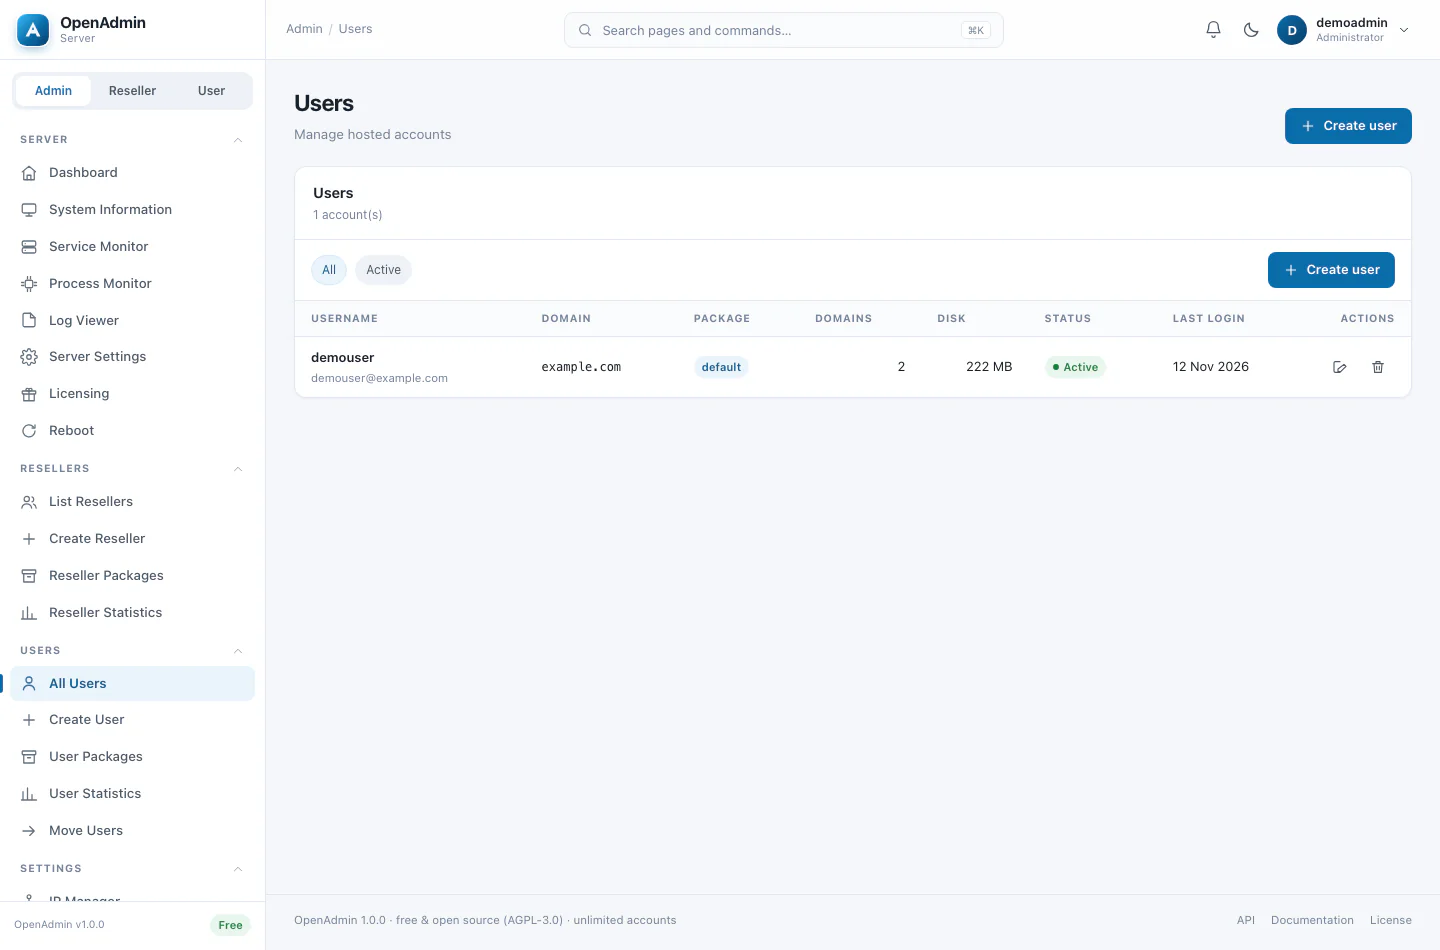 OpenAdmin
Server
Admin / Users
Search pages and commands...
⌘K
D
demoadmin
Administrator
Admin
Reseller
User
SERVER
Dashboard
System Information
Service Monitor
Process Monitor
Log Viewer
Server Settings
Licensing
Reboot
RESELLERS
List Resellers
Create Reseller
Reseller Packages
Reseller Statistics
USERS
All Users
Create User
User Packages
User Statistics
Move Users
SETTINGS
IP Manager
OpenAdmin v1.0.0
Free
Users
Manage hosted accounts
Create user
Users
1 account(s)
All
Active
Create user
USERNAME DOMAIN PACKAGE DOMAINS DISK STATUS LAST LOGIN ACTIONS
demouser example.com default 2 222 MB Active 12 Nov 2026
demouser@example.com
OpenAdmin 1.0.0 · free & open source (AGPL-3.0) · unlimited accounts
API Documentation License